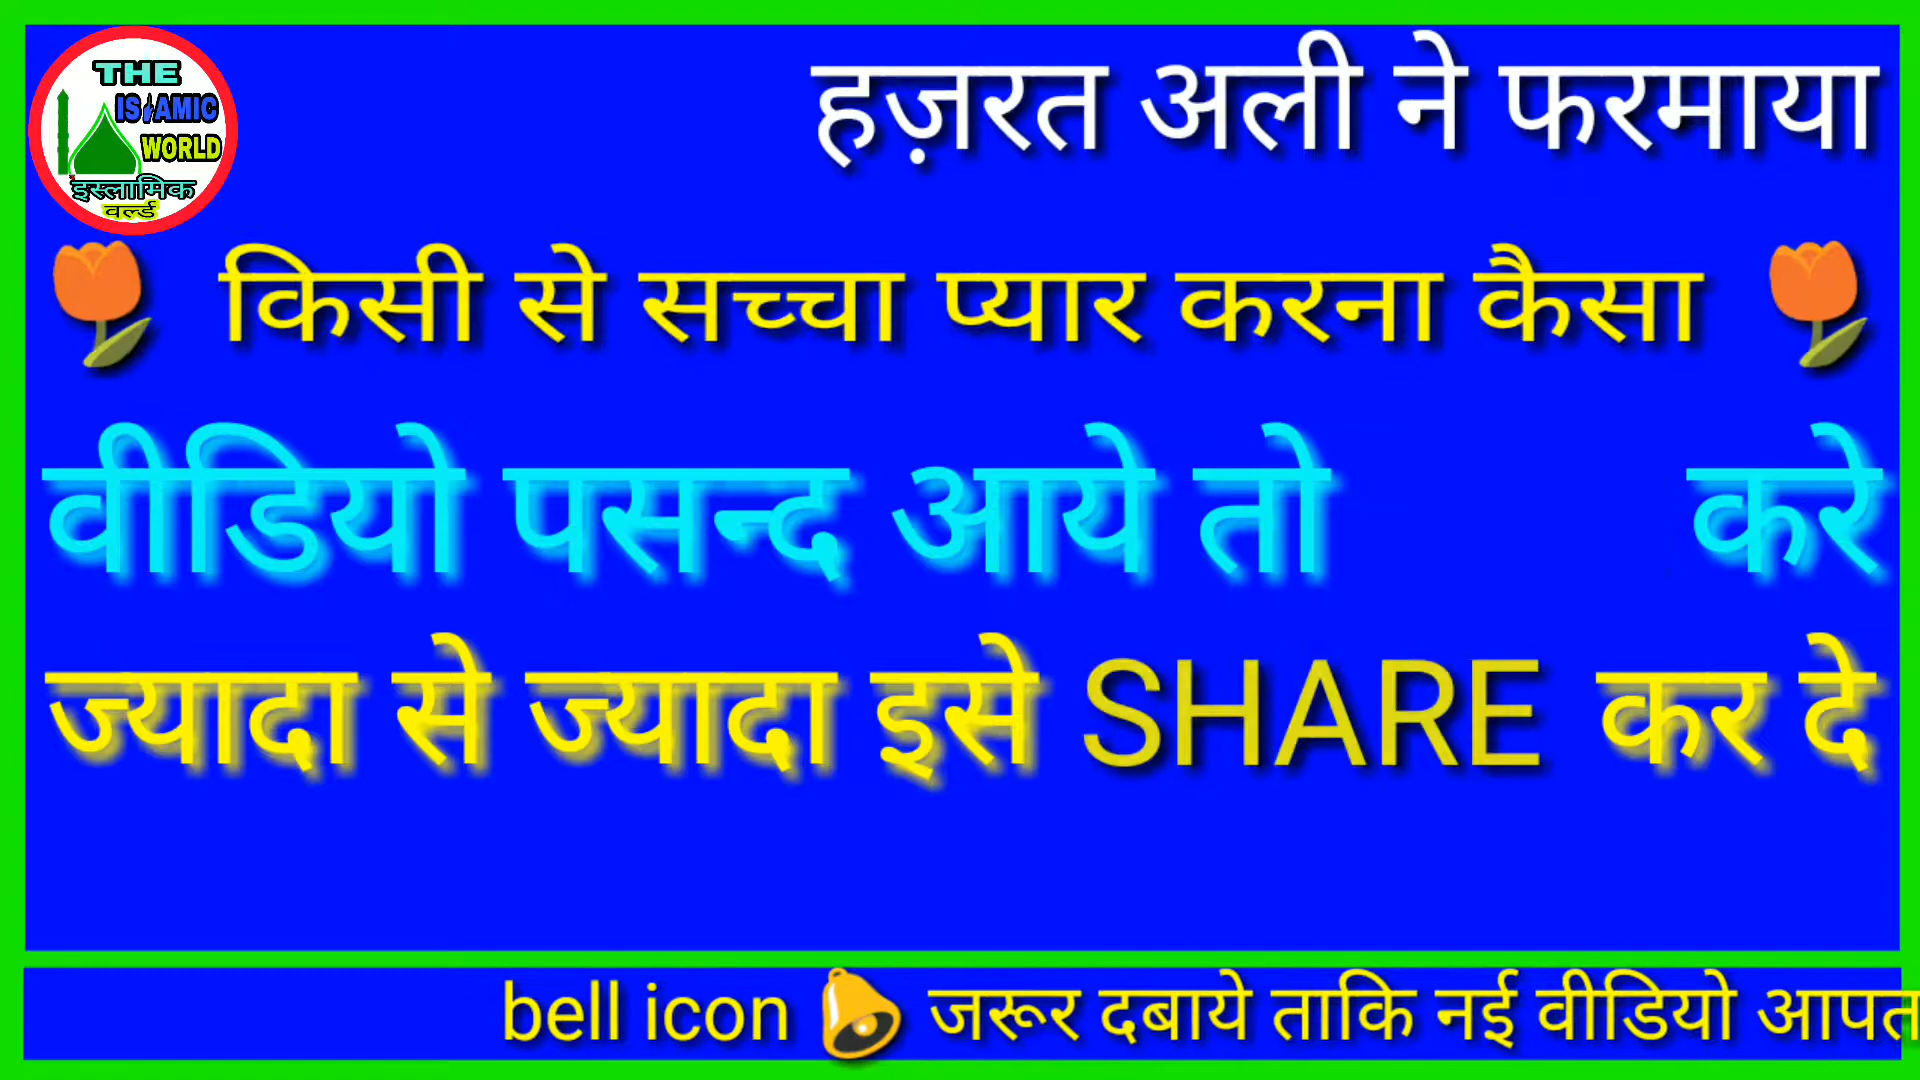 THE
ISLAMIC
WORLD
इस्लामिक
वर्ल्ड
हज़रत अली ने फरमाया
किसी से सच्चा प्यार करना कैसा
वीडियो पसन्द आये तो करे
ज्यादा से ज्यादा इसे SHARE कर दे
bell icon जरूर दबाये ताकि नई वीडियो आपत